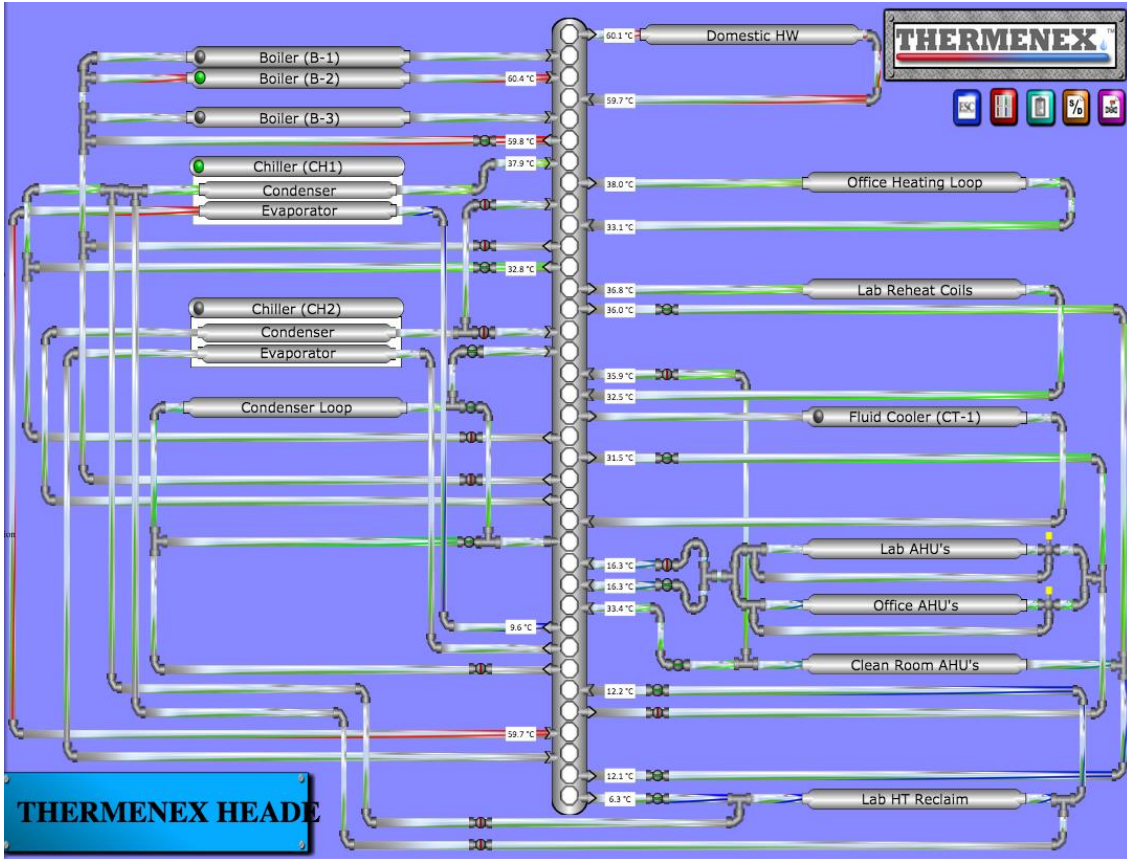 60.1 °C
Domestic HW
THERMENEX™
Boiler (B-1)
Boiler (B-2)
60.4 °C
59.7 °C
ESC
S/D
Boiler (B-3)
59.8 °C
37.9 °C
Chiller (CH1)
Condenser
Evaporator
38.0 °C
Office Heating Loop
33.1 °C
32.8 °C
36.8 °C
Lab Reheat Coils
36.0 °C
Chiller (CH2)
Condenser
Evaporator
35.9 °C
32.5 °C
Condenser Loop
Fluid Cooler (CT-1)
31.5 °C
16.3 °C
Lab AHU's
16.3 °C
Office AHU's
33.4 °C
9.6 °C
Clean Room AHU's
12.2 °C
59.7 °C
12.1 °C
6.3 °C
Lab HT Reclaim
THERMENEX HEADE